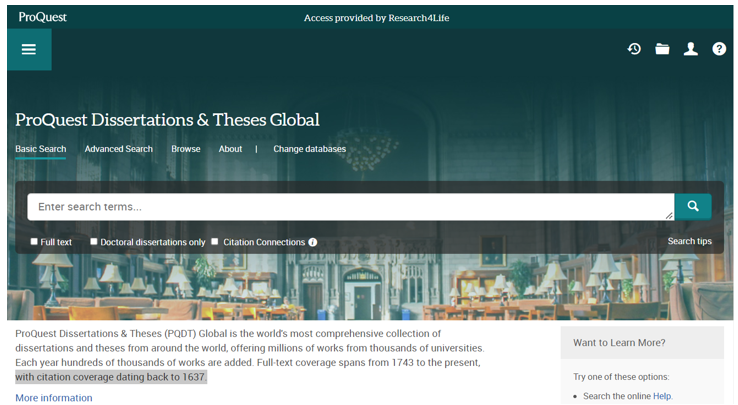 ProQuest
Access provided by Research4Life
ProQuest Dissertations & Theses Global
Basic Search Advanced Search Browse About | Change databases
Enter search terms...
Full text Doctoral dissertations only Citation Connections
Search tips
ProQuest Dissertations & Theses (PQDT) Global is the world's most comprehensive collection of
dissertations and theses from around the world, offering millions of works from thousands of universities.
Each year hundreds of thousands of works are added. Full-text coverage spans from 1743 to the present,
with citation coverage dating back to 1637.
More information
Want to Learn More?
Try one of these options:
• Search the online Help.